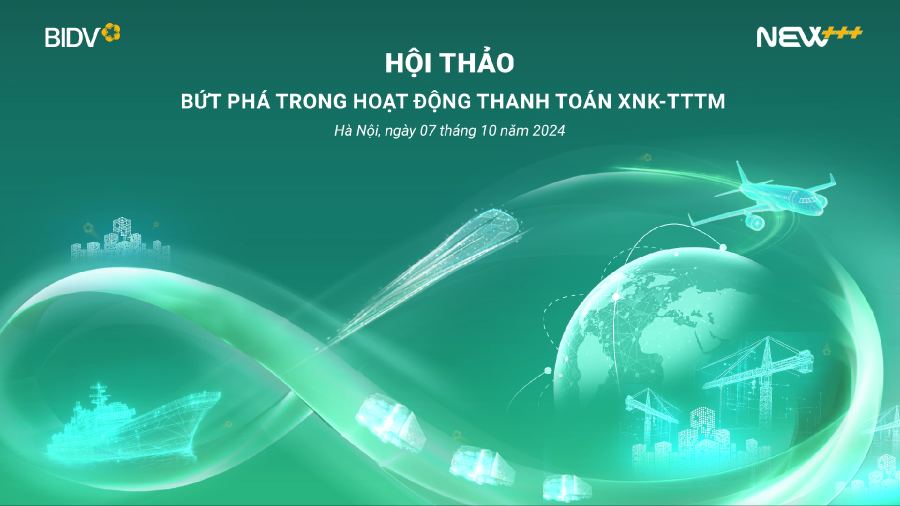 BIDV
NEW+++
HỘI THẢO
BỨT PHÁ TRONG HOẠT ĐỘNG THANH TOÁN XNK-TTTM
Hà Nội, ngày 07 tháng 10 năm 2024